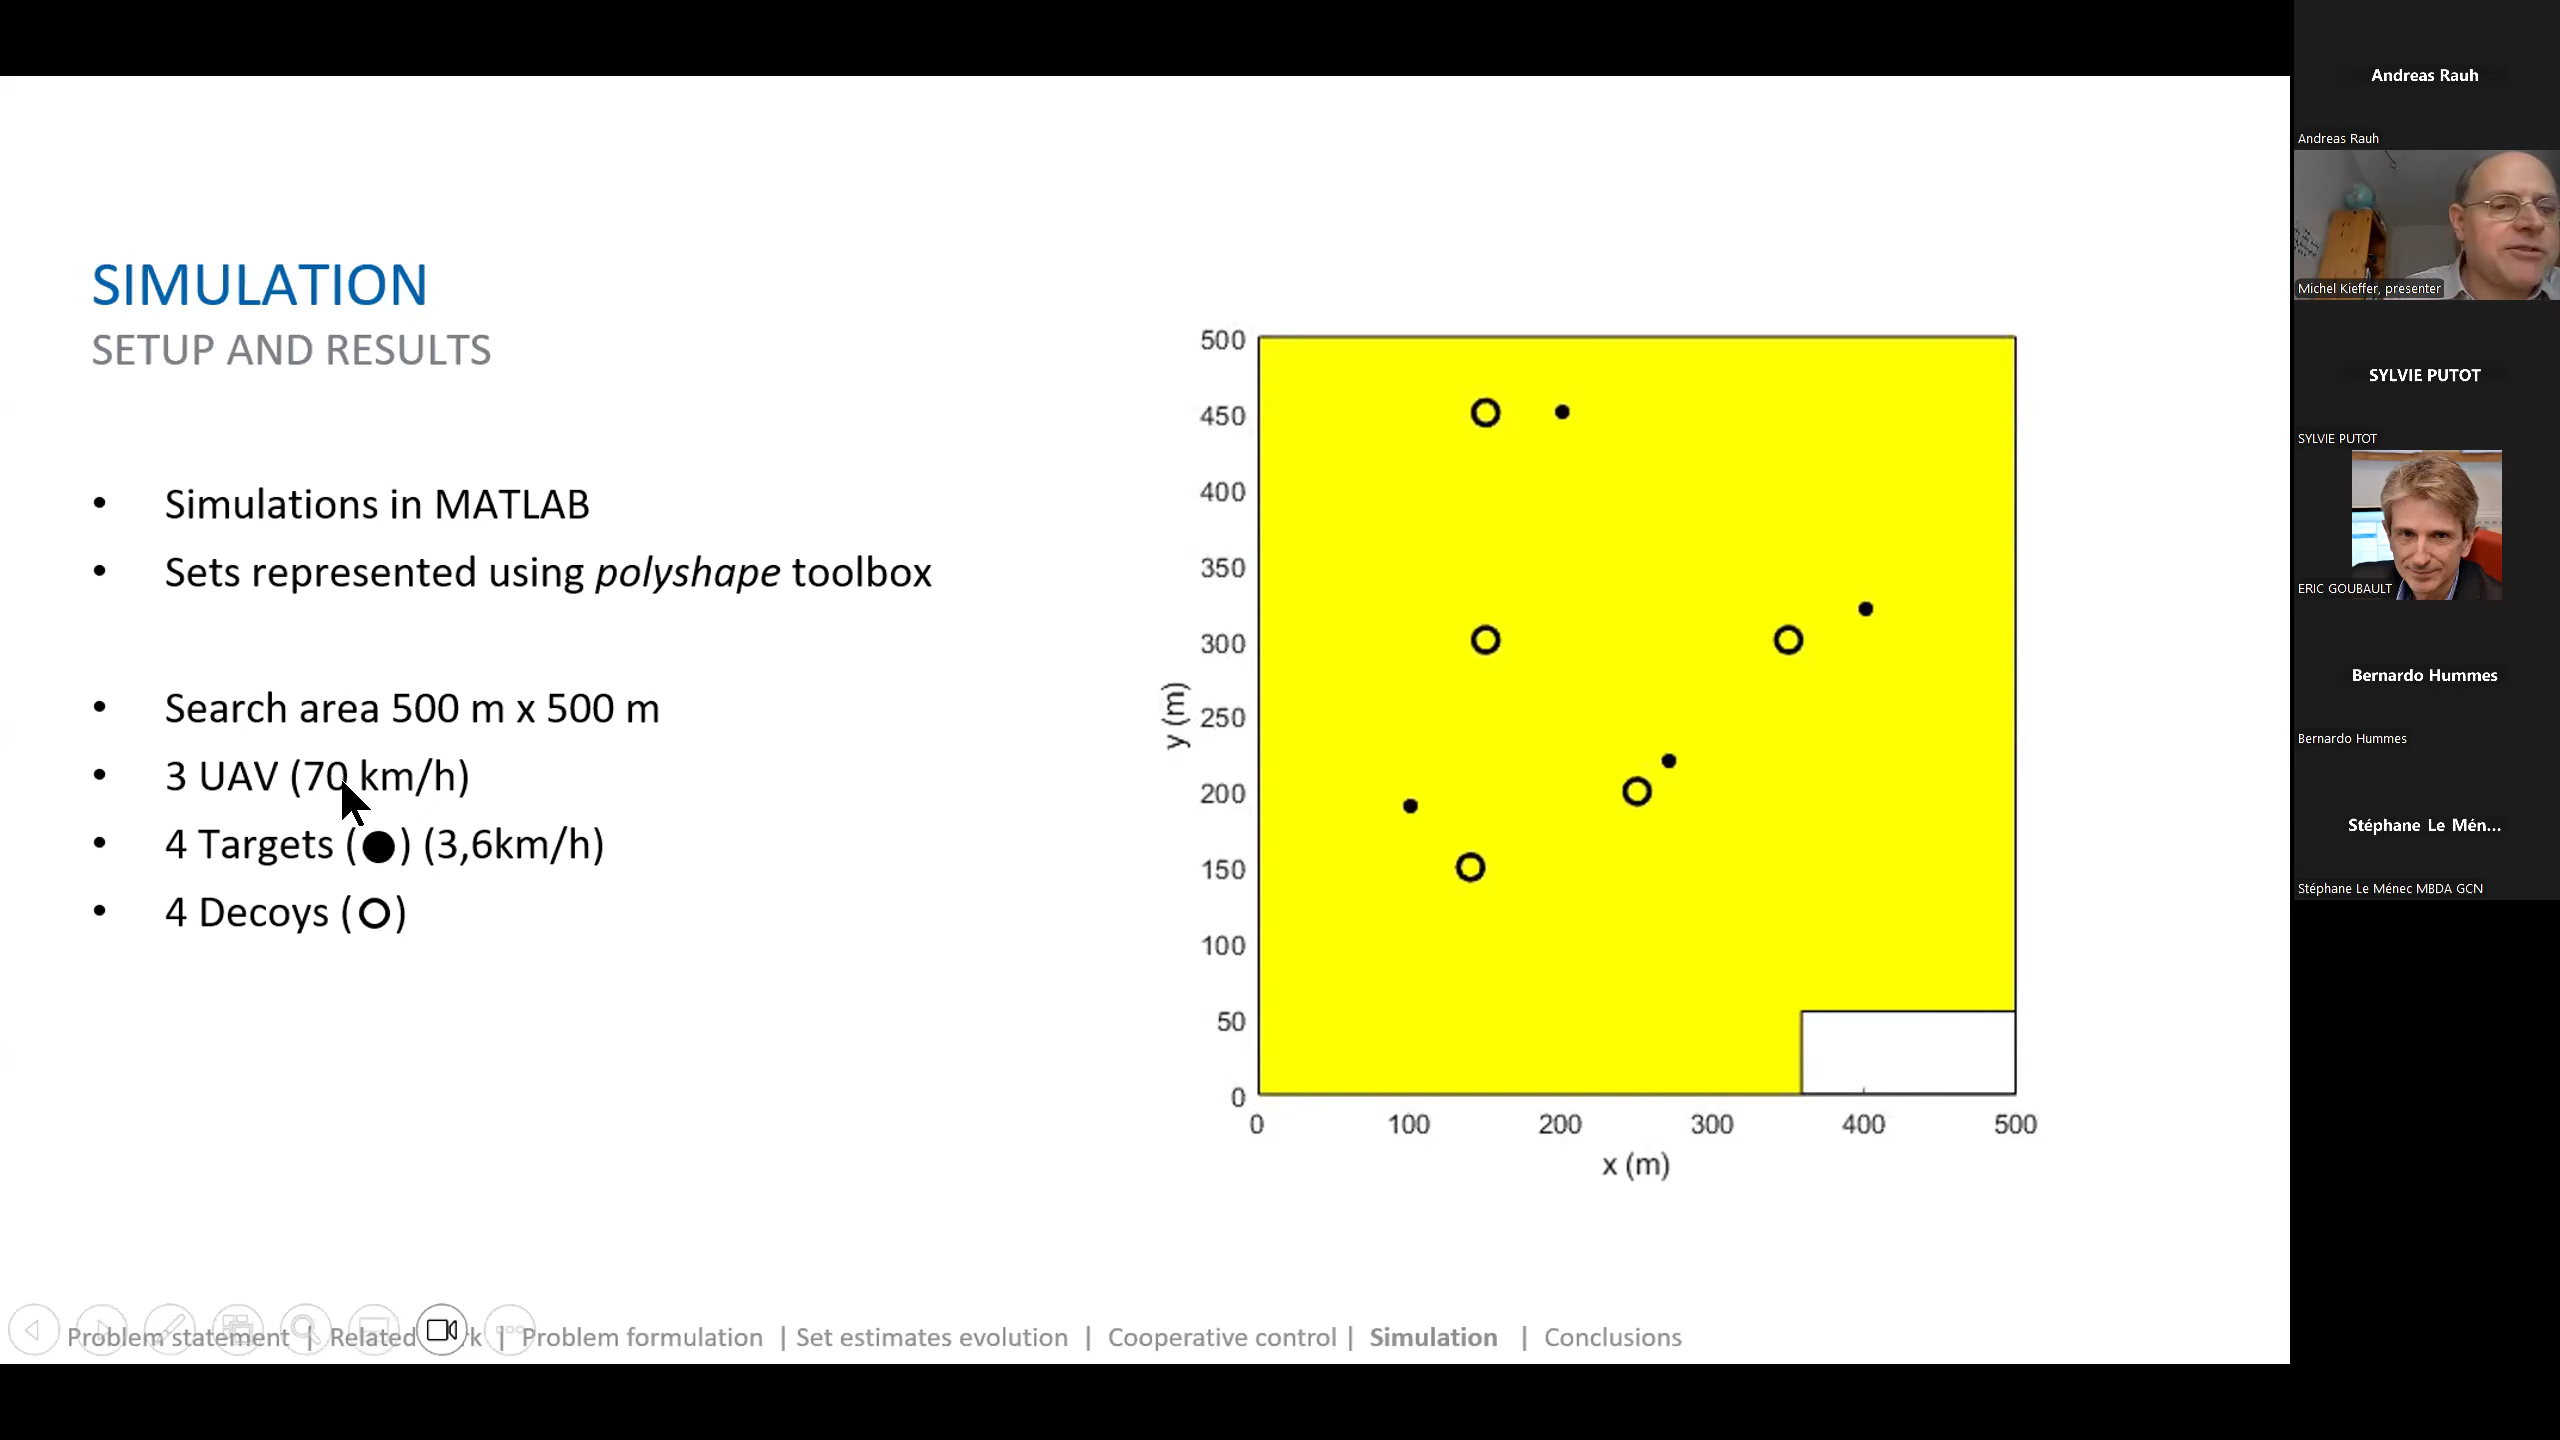 SIMULATION
SETUP AND RESULTS
• Simulations in MATLAB
• Sets represented using polyshape toolbox
• Search area 500 m x 500 m
• 3 UAV (70 km/h)
• 4 Targets (●) (3,6km/h)
• 4 Decoys (○)
500
450
400
350
300
250
200
150
100
50
0
y (m)
0 100 200 300 400 500
x (m)
Problem statement | Related k | Problem formulation | Set estimates evolution | Cooperative control | Simulation | Conclusions
Andreas Rauh
Andreas Rauh
Michel Kieffer, presenter
SYLVIE PUTOT
SYLVIE PUTOT
ERIC GOUBAULT
Bernardo Hummes
Bernardo Hummes
Stéphane Le Mén...
Stéphane Le Ménec MBDA GCN